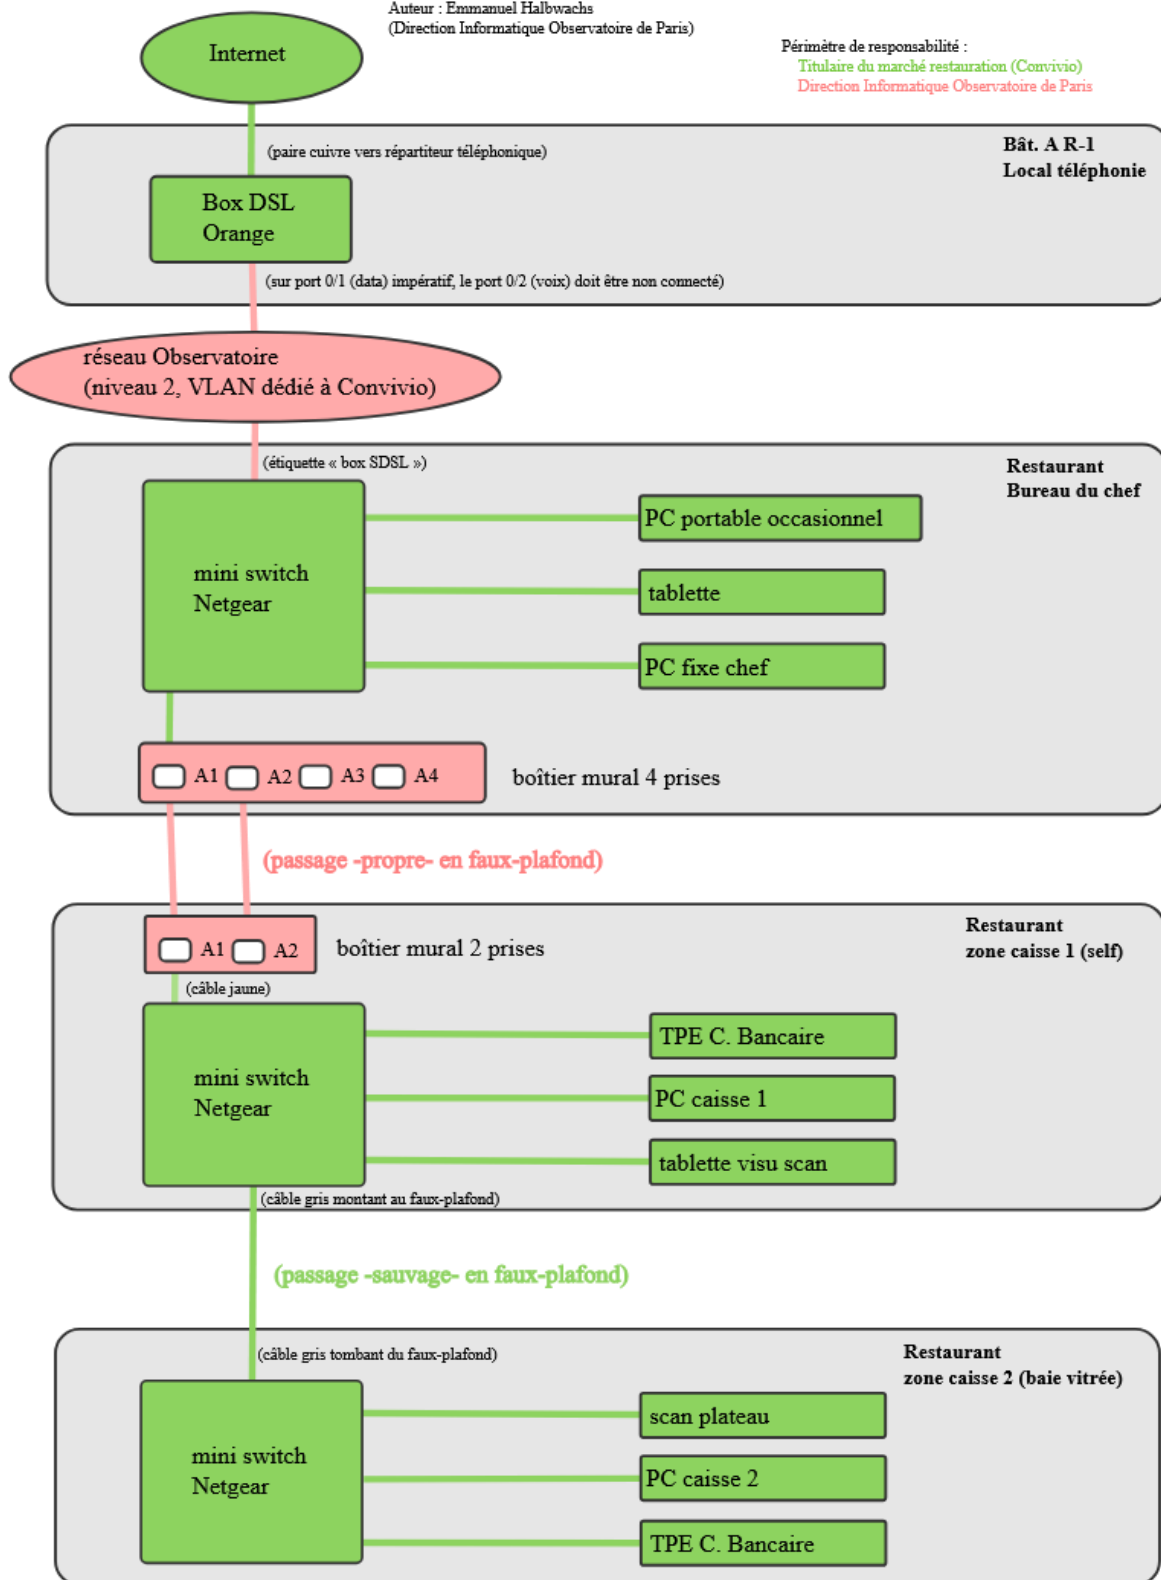 Auteur : Emmanuel Halbwachs
(Direction Informatique Observatoire de Paris)
Périmètre de responsabilité :
Titulaire du marché restauration (Convivio)
Direction Informatique Observatoire de Paris
Internet
(paire cuivre vers répartiteur téléphonique)
Bât. A R-1
Local téléphonie
Box DSL
Orange
(sur port 0/1 (data) impératif, le port 0/2 (voix) doit être non connecté)
réseau Observatoire
(niveau 2, VLAN dédié à Convivio)
(étiquette « box SDSL »)
Restaurant
Bureau du chef
mini switch
Netgear
PC portable occasionnel
tablette
PC fixe chef
A1 A2 A3 A4
boîtier mural 4 prises
(passage -propre- en faux-plafond)
Restaurant
zone caisse 1 (self)
A1 A2
boîtier mural 2 prises
(câble jaune)
mini switch
Netgear
TPE C. Bancaire
PC caisse 1
tablette visu scan
(câble gris montant au faux-plafond)
(passage -sauvage- en faux-plafond)
(câble gris tombant du faux-plafond)
Restaurant
zone caisse 2 (baie vitrée)
mini switch
Netgear
scan plateau
PC caisse 2
TPE C. Bancaire